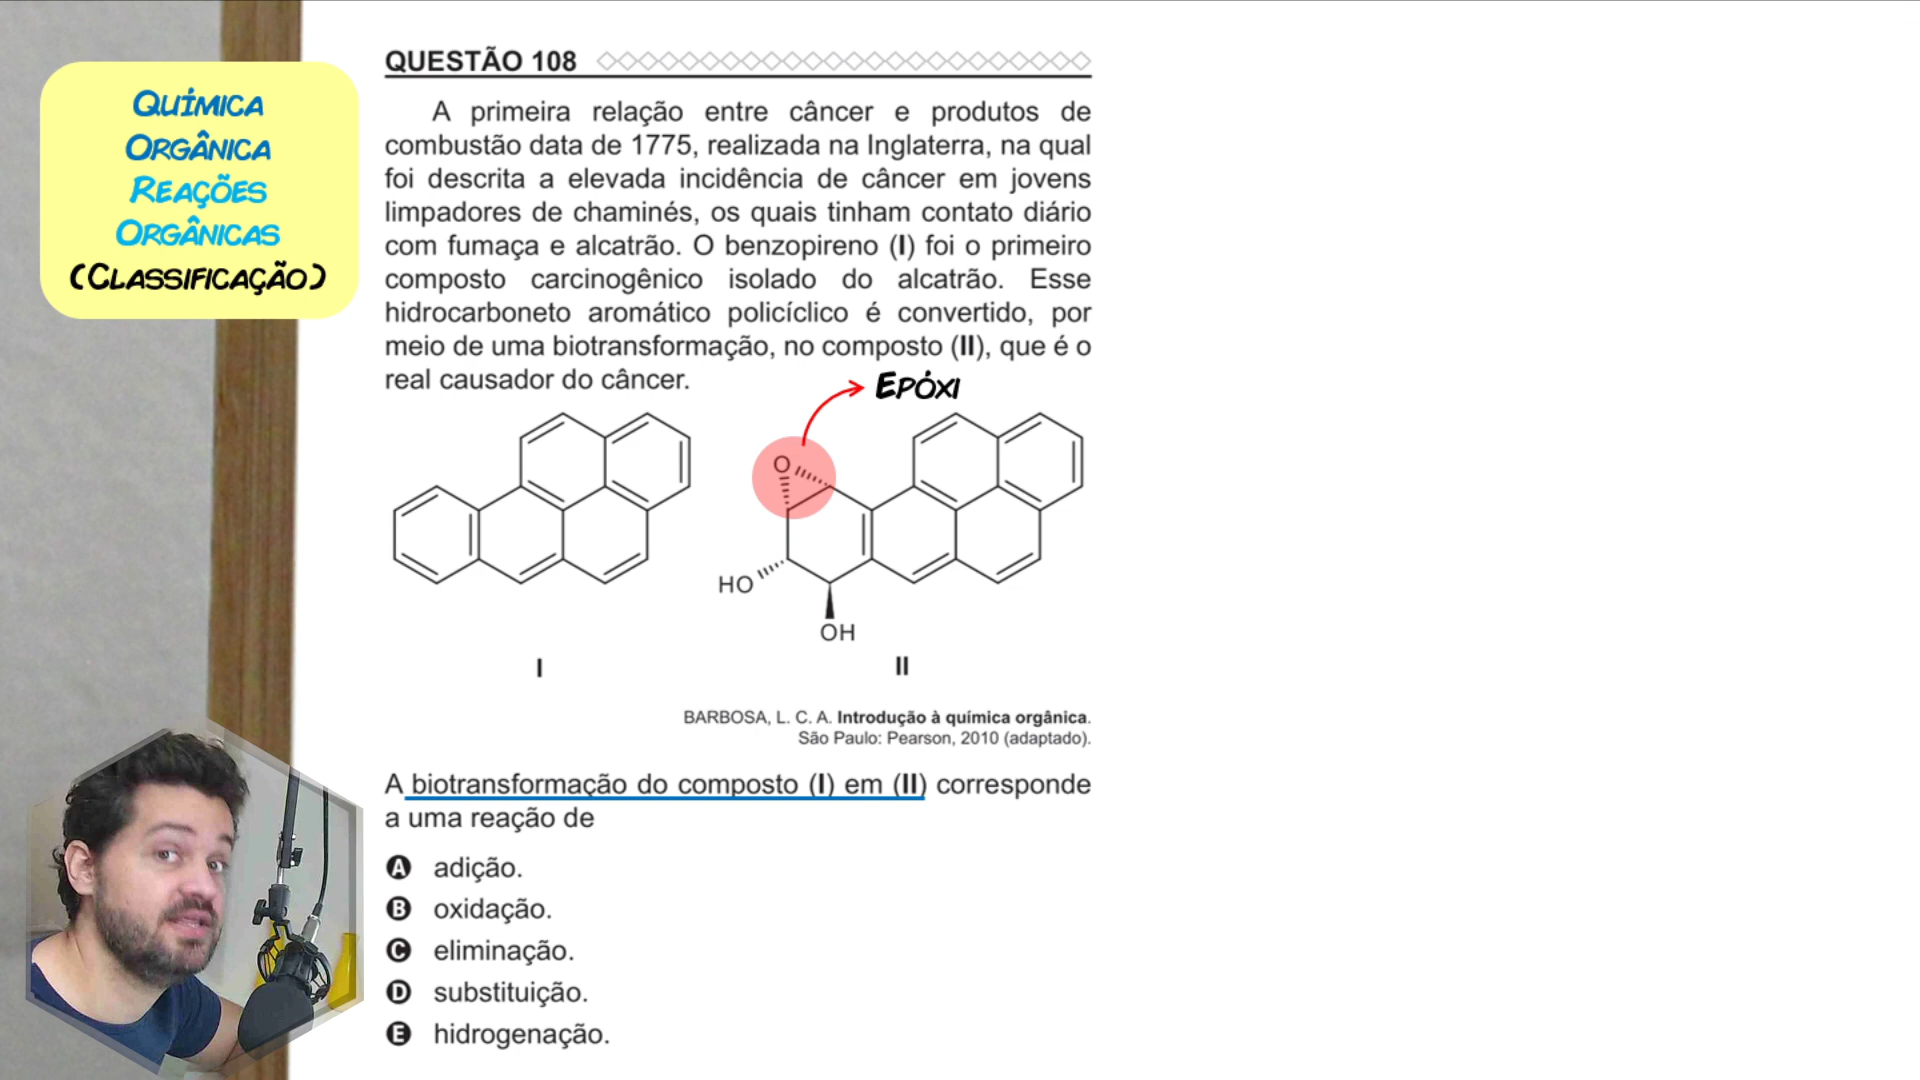 QUÍMICA
ORGÂNICA
REAÇÕES
ORGÂNICAS
(CLASSIFICAÇÃO)
QUESTÃO 108
A primeira relação entre câncer e produtos de
combustão data de 1775, realizada na Inglaterra, na qual
foi descrita a elevada incidência de câncer em jovens
limpadores de chaminés, os quais tinham contato diário
com fumaça e alcatrão. O benzopireno (I) foi o primeiro
composto carcinogênico isolado do alcatrão. Esse
hidrocarboneto aromático policíclico é convertido, por
meio de uma biotransformação, no composto (II), que é o
real causador do câncer.
EPÓXI
O
HO
OH
I
II
BARBOSA, L. C. A. Introdução à química orgânica.
São Paulo: Pearson, 2010 (adaptado).
A biotransformação do composto (I) em (II) corresponde
a uma reação de
A adição.
B oxidação.
C eliminação.
D substituição.
E hidrogenação.